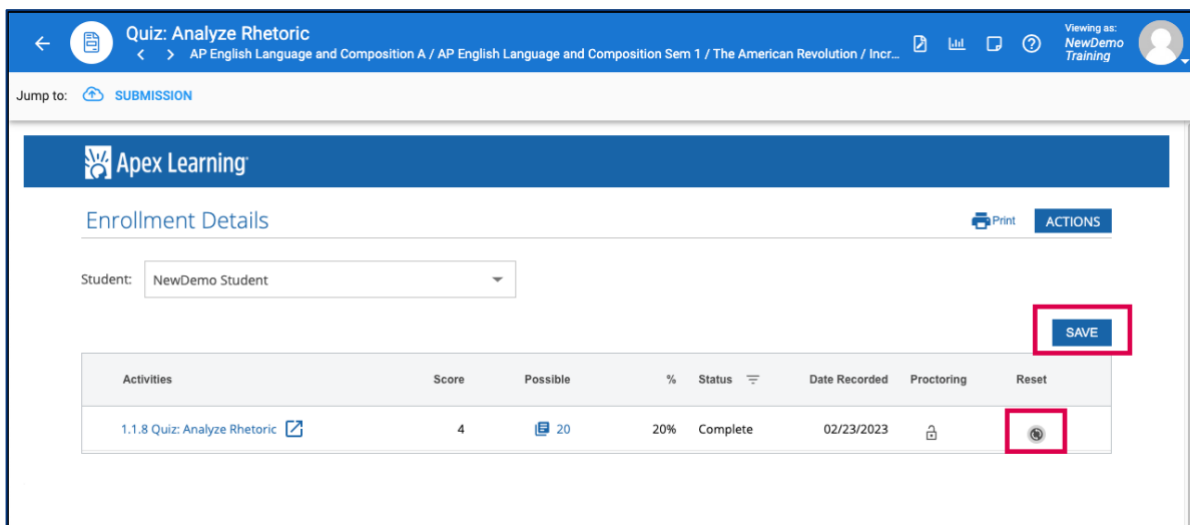 Quiz: Analyze Rhetoric
AP English Language and Composition A / AP English Language and Composition Sem 1 / The American Revolution / Incr...
Viewing as:
NewDemo
Training
Jump to: SUBMISSION
Apex Learning
Enrollment Details
Print ACTIONS
Student: NewDemo Student
SAVE
Activities Score Possible % Status Date Recorded Proctoring Reset
1.1.8 Quiz: Analyze Rhetoric 4 20 20% Complete 02/23/2023